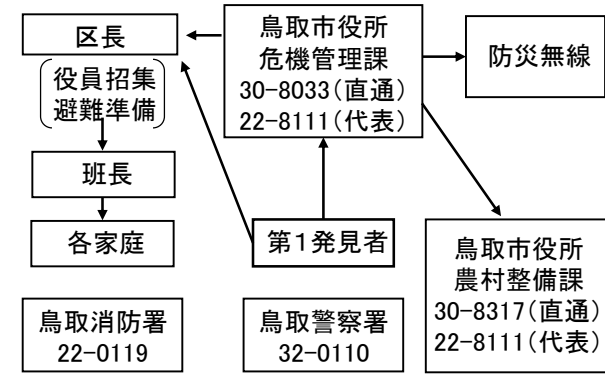 区長
役員招集
避難準備
班長
各家庭
鳥取市役所
危機管理課
30-8033（直通）
22-8111（代表）
防災無線
第１発見者
鳥取市役所
農村整備課
30-8317（直通）
22-8111（代表）
鳥取消防署
22-0119
鳥取警察署
32-0110